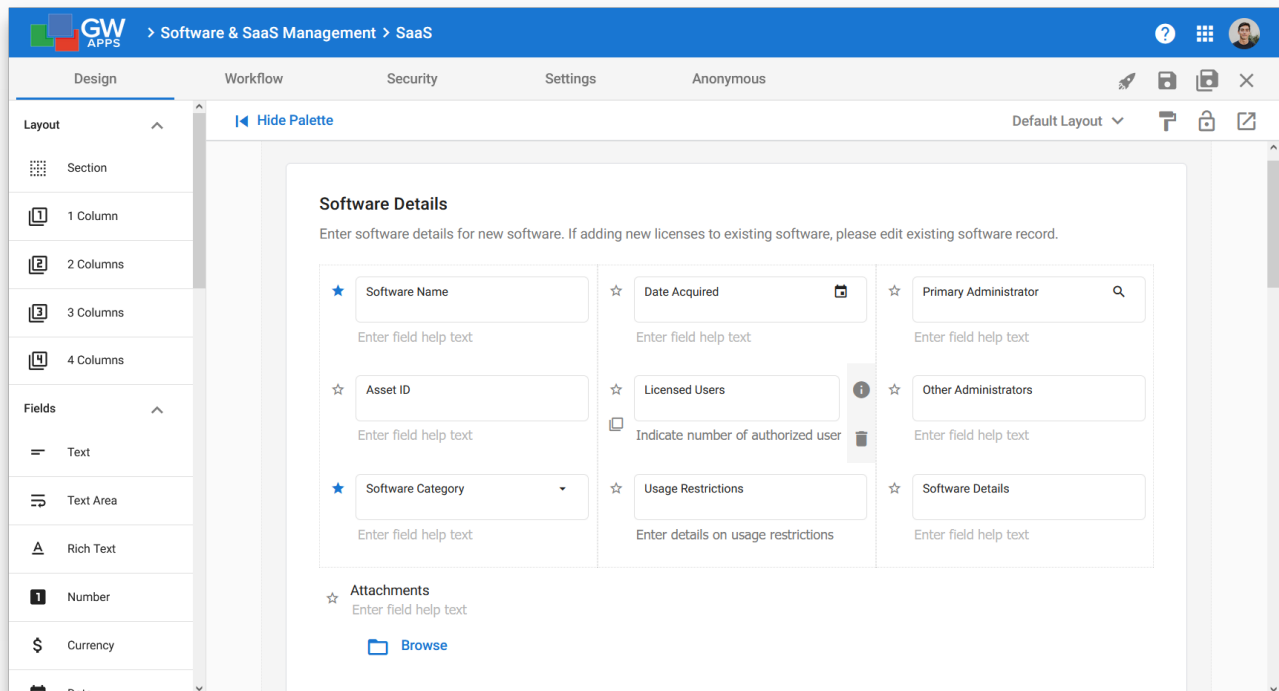 GW
APPS
> Software & SaaS Management > SaaS
Design
Workflow
Security
Settings
Anonymous
Layout
Hide Palette
Default Layout
Section
1 Column
2 Columns
3 Columns
4 Columns
Fields
Text
Text Area
Rich Text
Number
$ Currency
Software Details
Enter software details for new software. If adding new licenses to existing software, please edit existing software record.
Software Name
Enter field help text
Date Acquired
Enter field help text
Primary Administrator
Enter field help text
Asset ID
Enter field help text
Licensed Users
Indicate number of authorized user
Other Administrators
Enter field help text
Software Category
Enter field help text
Usage Restrictions
Enter details on usage restrictions
Software Details
Enter field help text
Attachments
Enter field help text
Browse